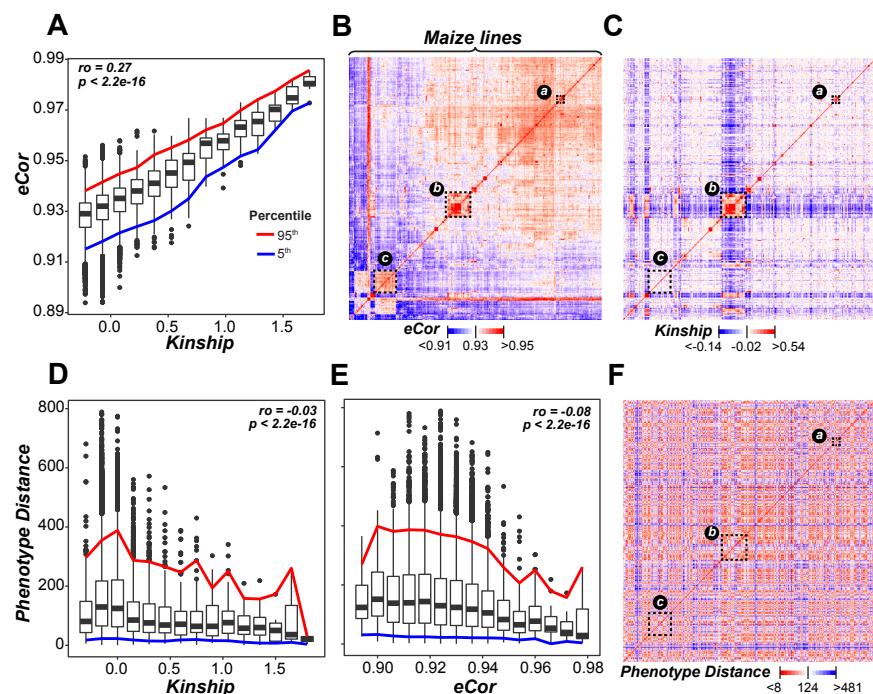 A
ro = 0.27
p < 2.2e-16
eCor
0.99
0.97
0.95
0.93
0.91
0.89
Percentile
95th
5th
0.0
0.5
1.0
1.5
Kinship
B
Maize lines
a
b
c
eCor
<0.91
0.93
>0.95
C
a
b
c
Kinship
<-0.14
-0.02
>0.54
D
ro = -0.03
p < 2.2e-16
Phenotype Distance
800
600
400
200
0
0.0
0.5
1.0
1.5
Kinship
E
ro = -0.08
p < 2.2e-16
0.90
0.92
0.94
0.96
0.98
eCor
F
a
b
c
Phenotype Distance
<8
124
>481